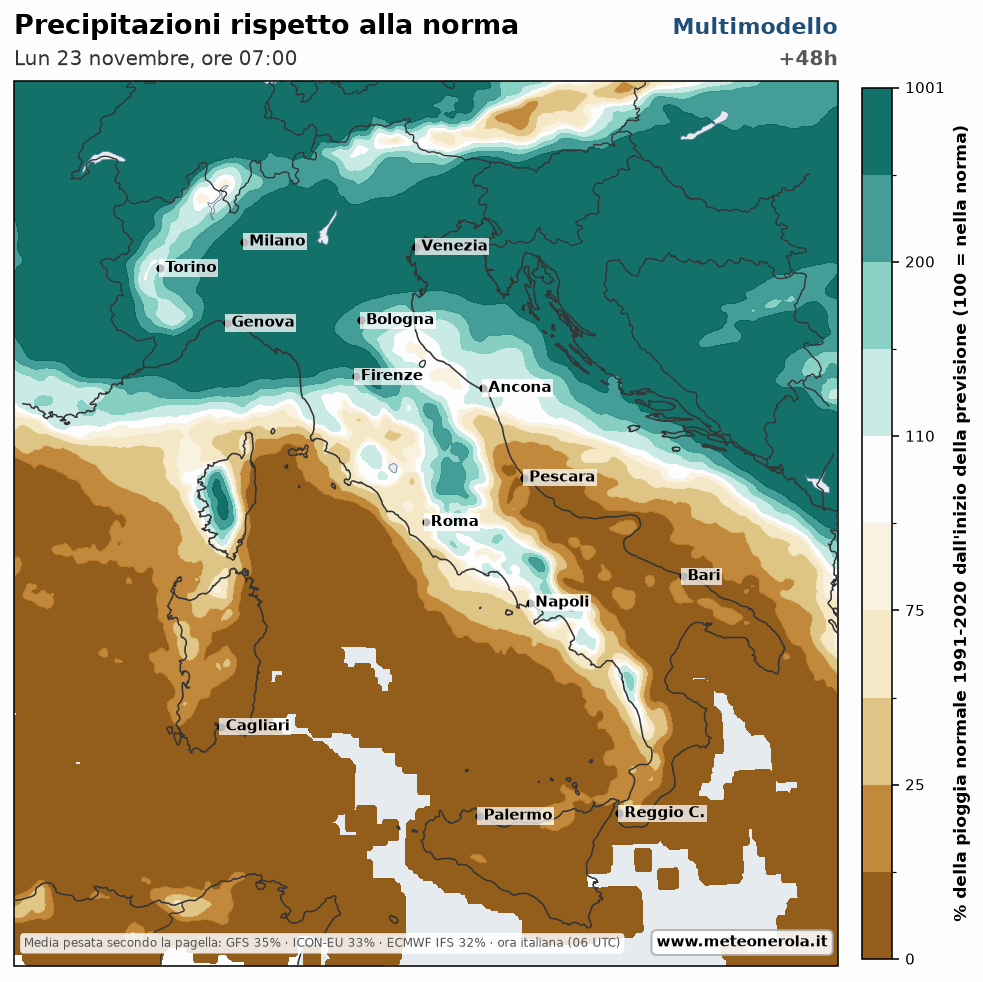 Precipitazioni rispetto alla norma
Multimodello
Lun 23 novembre, ore 07:00
+48h
1001
200
110
75
25
0
% della pioggia normale 1991-2020 dall'inizio della previsione (100 = nella norma)
Milano
Venezia
Torino
Genova
Bologna
Firenze
Ancona
Pescara
Roma
Bari
Napoli
Cagliari
Palermo
Reggio C.
Media pesata secondo la pagella: GFS 35% · ICON-EU 33% · ECMWF IFS 32% · ora italiana (06 UTC)
www.meteonerola.it